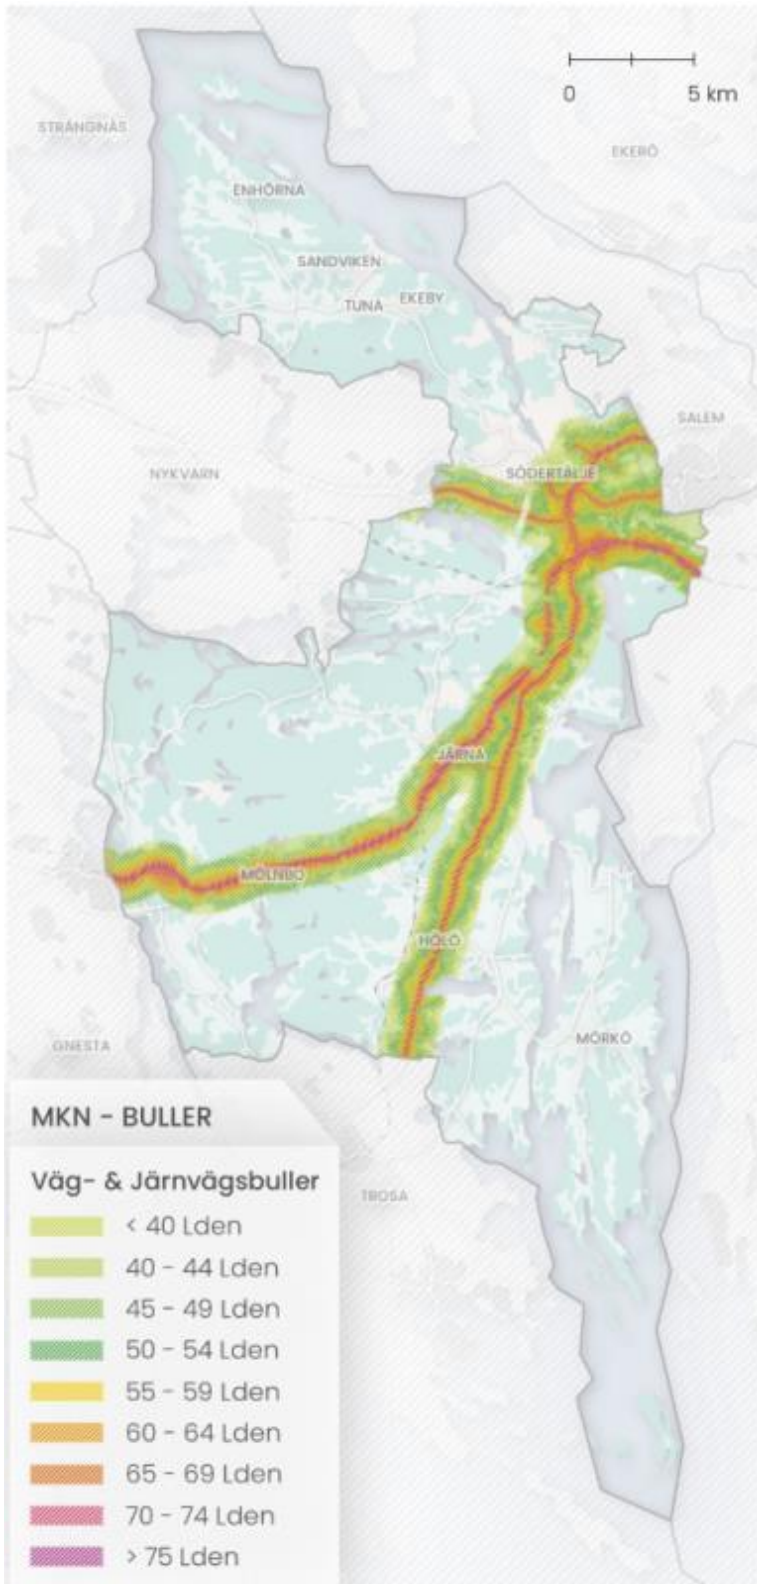 0 5 km
STRÄNGNÄS
EKERÖ
ENHÖRNA
SANDVIKEN
TUNA EKEBY
SALEM
NYKVARN
SÖDERTÄLJE
JÄRNA
MÖLNBO
HÖLÖ
GNESTA
MÖRKÖ
TROSA
MKN - BULLER
Väg- & Järnvägsbuller
< 40 Lden
40 - 44 Lden
45 - 49 Lden
50 - 54 Lden
55 - 59 Lden
60 - 64 Lden
65 - 69 Lden
70 - 74 Lden
> 75 Lden